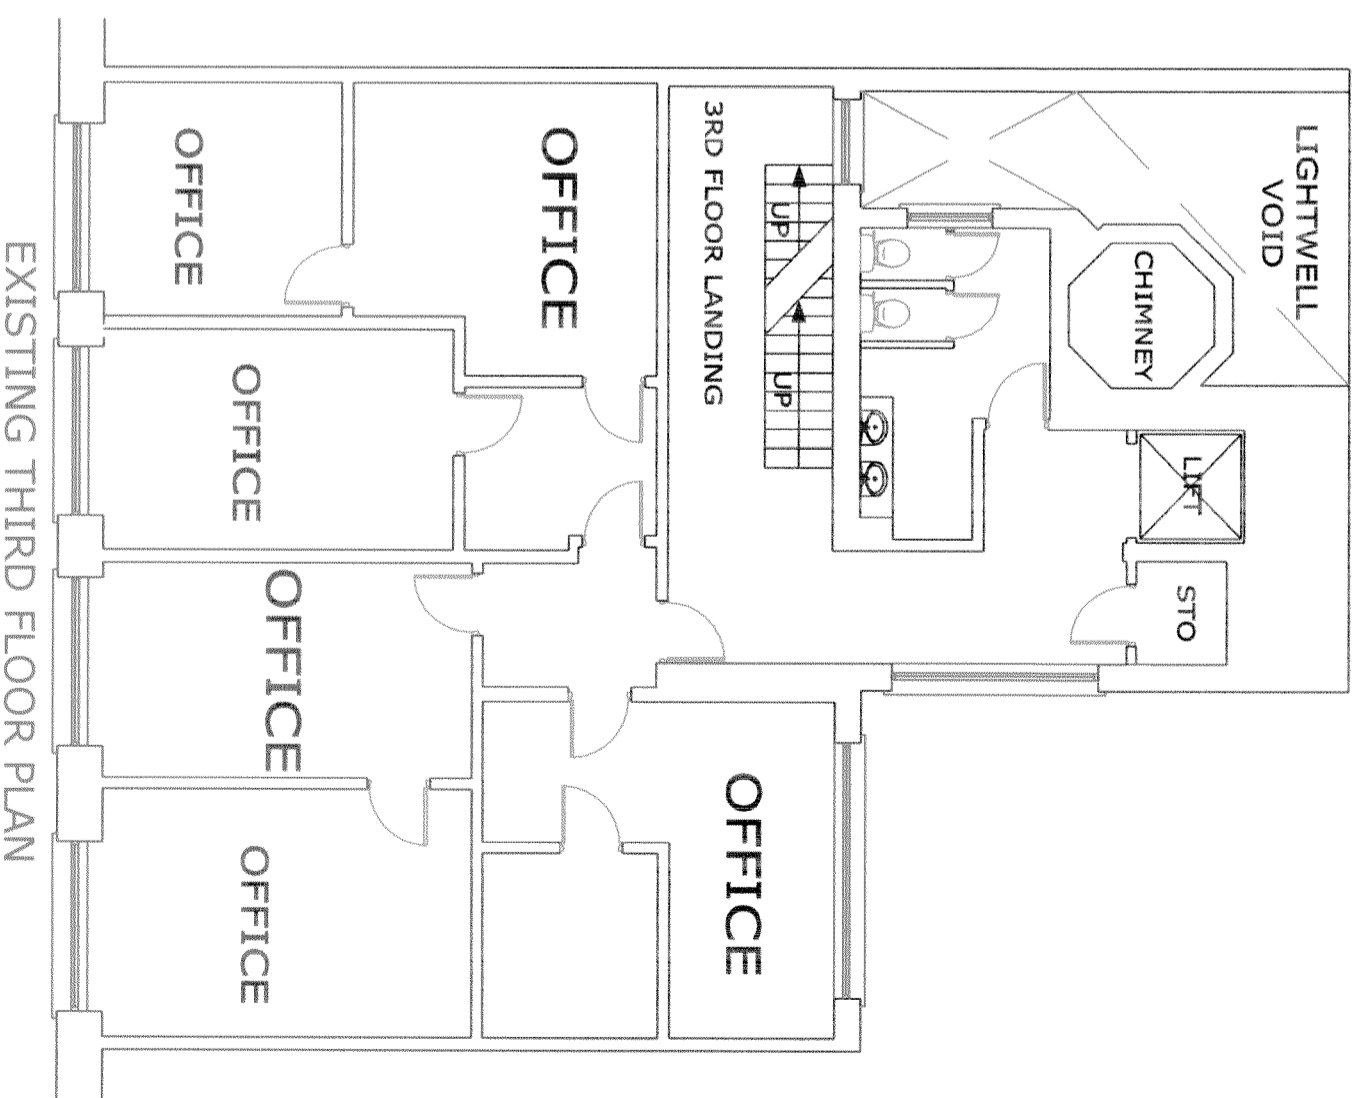 LIGHTWELL
VOID
CHIMNEY
LIFT
STO
3RD FLOOR LANDING
UP
UP
OFFICE
OFFICE
OFFICE
OFFICE
OFFICE
OFFICE
EXISTING THIRD FLOOR PLAN